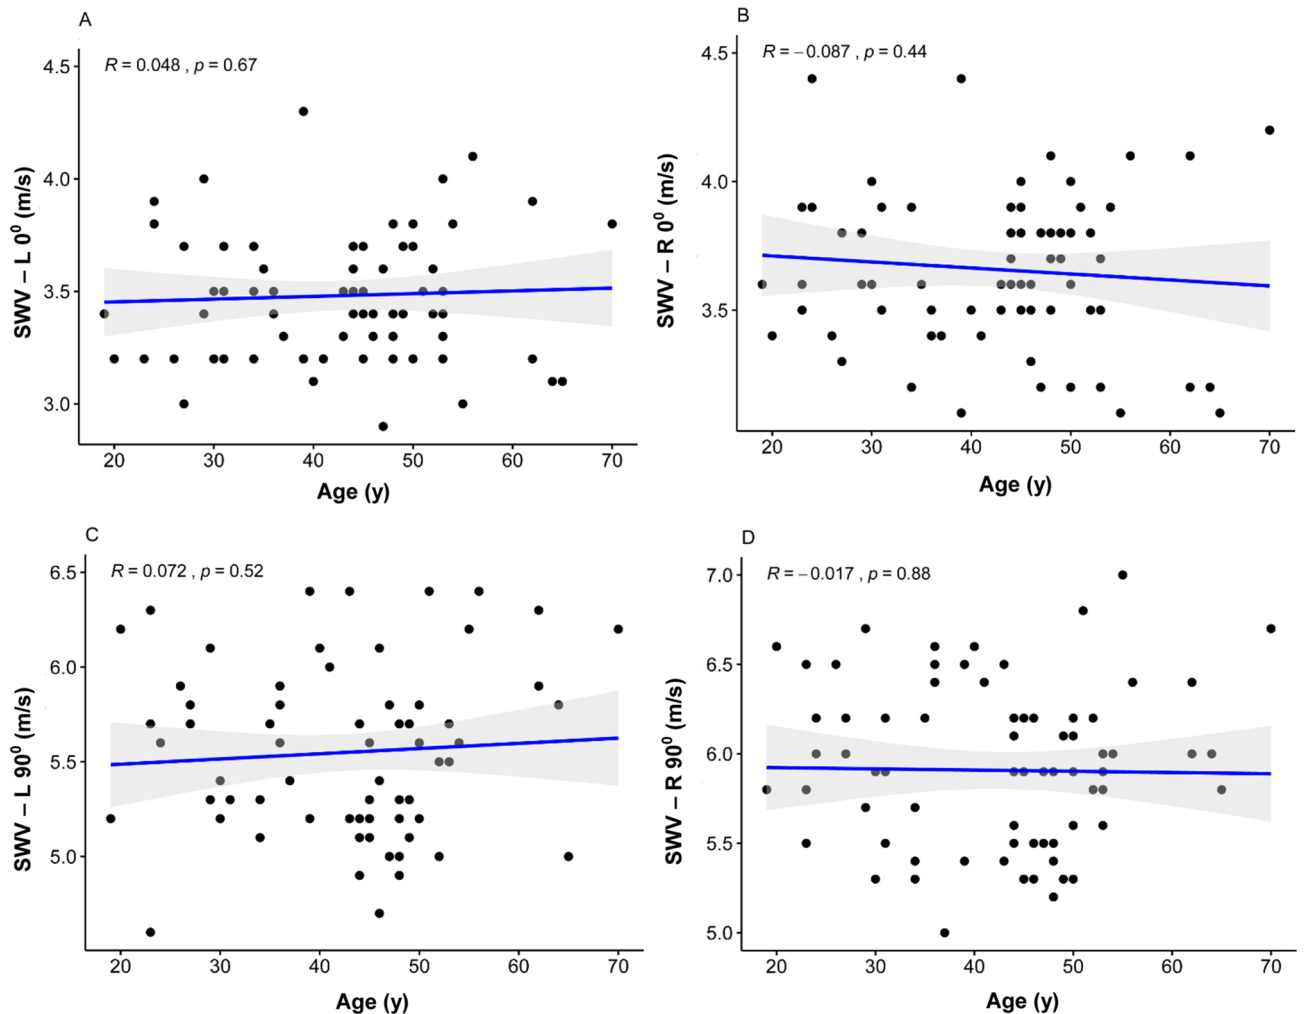 A
R = 0.048 , p = 0.67
4.5
4.0
3.5
3.0
SWV – L 0⁰ (m/s)
20 30 40 50 60 70
Age (y)
B
R = −0.087 , p = 0.44
4.5
4.0
3.5
SWV – R 0⁰ (m/s)
20 30 40 50 60 70
Age (y)
C
R = 0.072 , p = 0.52
6.5
6.0
5.5
5.0
SWV – L 90⁰ (m/s)
20 30 40 50 60 70
Age (y)
D
R = −0.017 , p = 0.88
7.0
6.5
6.0
5.5
5.0
SWV – R 90⁰ (m/s)
20 30 40 50 60 70
Age (y)